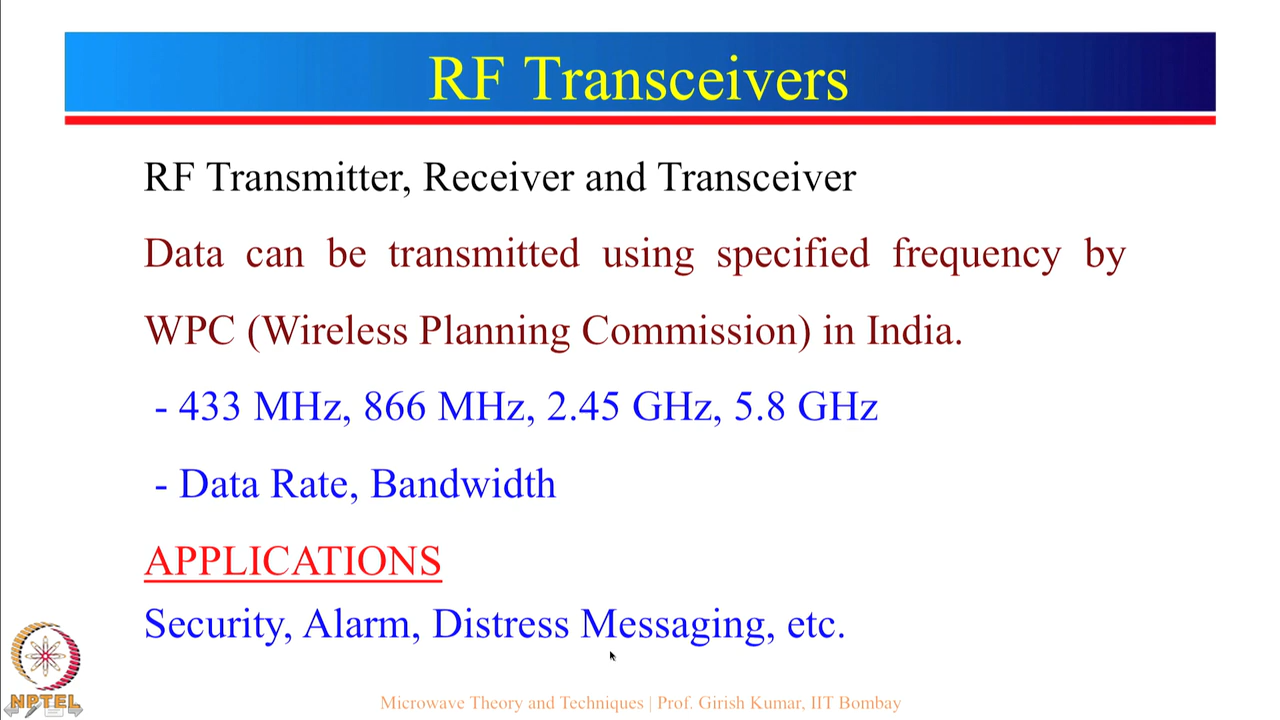 RF Transceivers
RF Transmitter, Receiver and Transceiver
Data can be transmitted using specified frequency by
WPC (Wireless Planning Commission) in India.
- 433 MHz, 866 MHz, 2.45 GHz, 5.8 GHz
- Data Rate, Bandwidth
APPLICATIONS
Security, Alarm, Distress Messaging, etc.
NPTEL
Microwave Theory and Techniques | Prof. Girish Kumar, IIT Bombay